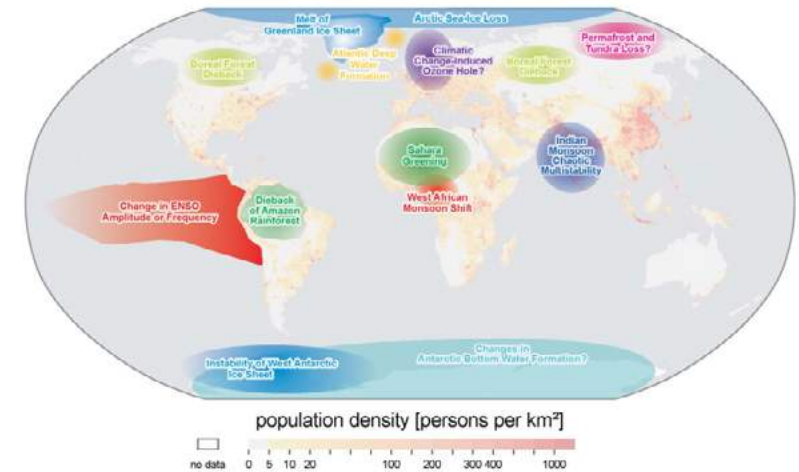 Melt of
Greenland Ice Sheet
Arctic Sea-Ice Loss
Permafrost and
Tundra Loss?
Boreal Forest
Dieback
Atlantic Deep
Water
Formation
Climatic
Change-Induced
Ozone Hole?
Boreal Forest
Dieback
Sahara
Greening
Indian
Monsoon
Chaotic
Multistability
West African
Monsoon Shift
Change in ENSO
Amplitude or Frequency
Dieback
of Amazon
Rainforest
Instability of West Antarctic
Ice Sheet
Changes in
Antarctic Bottom Water Formation?
population density [persons per km²]
no data
0 5 10 20 100 200 300 400 1000